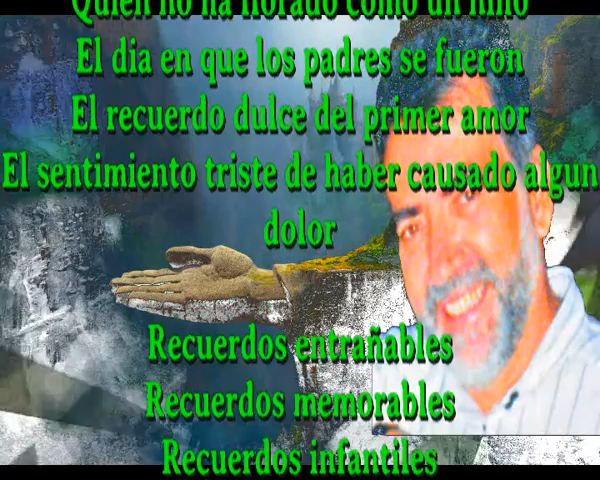 Quien no ha llorado como un niño
El dia en que los padres se fueron
El recuerdo dulce del primer amor
El sentimiento triste de haber causado algun
dolor
Recuerdos entrañables
Recuerdos memorables
Recuerdos infantiles